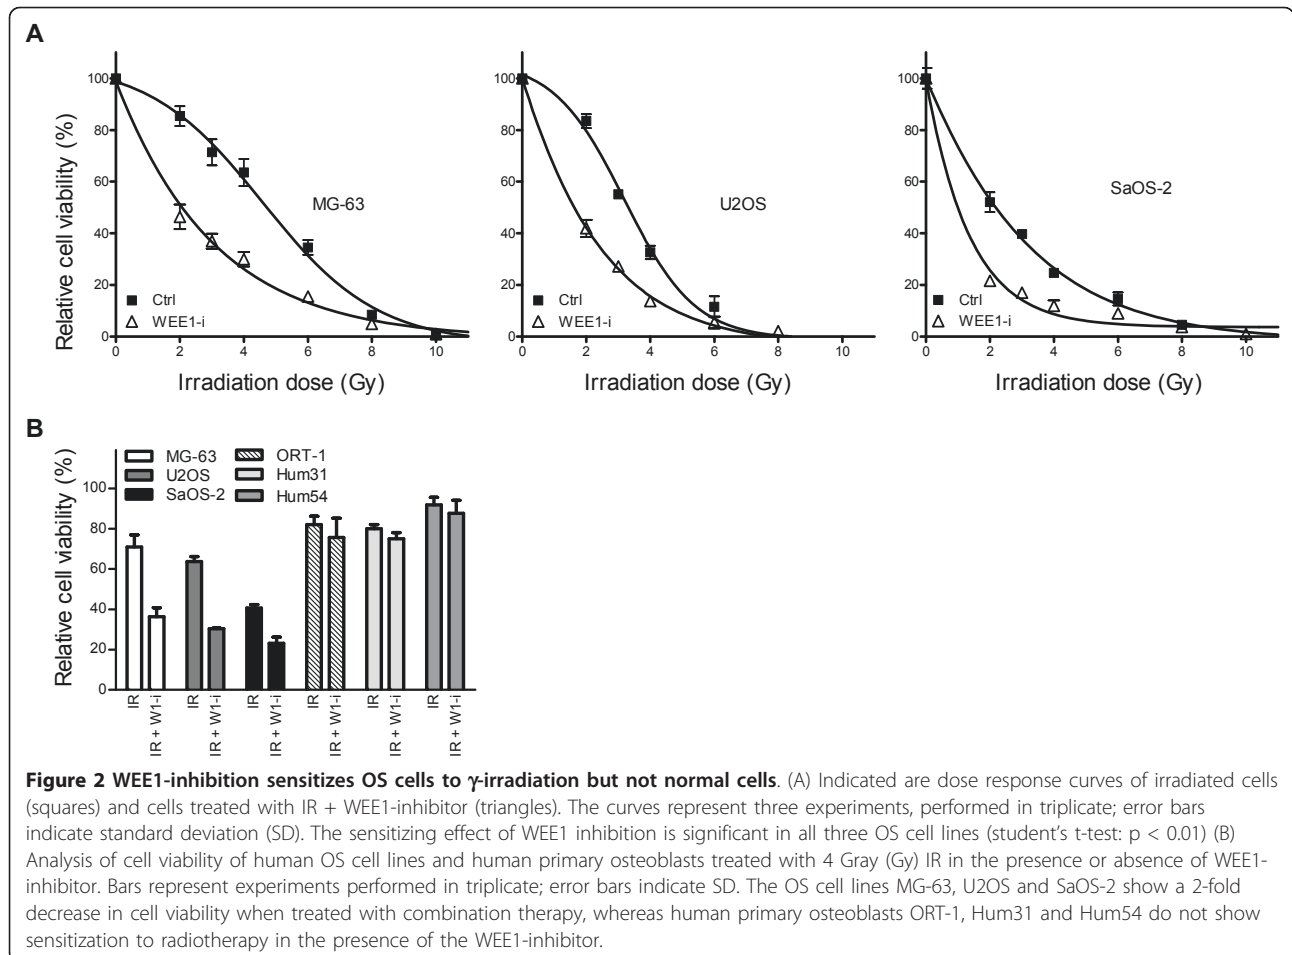 A
Relative cell viability (%)
100
80
60
40
20
0
MG-63
Ctrl
WEE1-i
0 2 4 6 8 10
Irradiation dose (Gy)
100
80
60
40
20
0
U2OS
Ctrl
WEE1-i
0 2 4 6 8 10
Irradiation dose (Gy)
100
80
60
40
20
0
SaOS-2
Ctrl
WEE1-i
0 2 4 6 8 10
Irradiation dose (Gy)
B
Relative cell viability (%)
MG-63
U2OS
SaOS-2
ORT-1
Hum31
Hum54
100
80
60
40
20
0
IR
IR + W1-i
IR
IR + W1-i
IR
IR + W1-i
IR
IR + W1-i
IR
IR + W1-i
IR
IR + W1-i
Figure 2 WEE1-inhibition sensitizes OS cells to γ-irradiation but not normal cells. (A) Indicated are dose response curves of irradiated cells
(squares) and cells treated with IR + WEE1-inhibitor (triangles). The curves represent three experiments, performed in triplicate; error bars
indicate standard deviation (SD). The sensitizing effect of WEE1 inhibition is significant in all three OS cell lines (student's t-test: p < 0.01) (B)
Analysis of cell viability of human OS cell lines and human primary osteoblasts treated with 4 Gray (Gy) IR in the presence or absence of WEE1-
inhibitor. Bars represent experiments performed in triplicate; error bars indicate SD. The OS cell lines MG-63, U2OS and SaOS-2 show a 2-fold
decrease in cell viability when treated with combination therapy, whereas human primary osteoblasts ORT-1, Hum31 and Hum54 do not show
sensitization to radiotherapy in the presence of the WEE1-inhibitor.